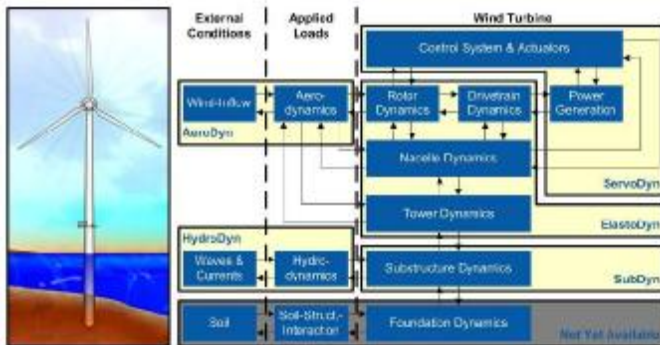 External Conditions
Applied Loads
Wind Turbine
Control System & Actuators
Wind-Inflow
Aero-
dynamics
Rotor
Dynamics
Drivetrain
Dynamics
Power
Generation
AeroDyn
Nacelle Dynamics
ServoDyn
Tower Dynamics
ElastoDyn
HydroDyn
Waves &
Currents
Hydro-
dynamics
Substructure Dynamics
SubDyn
Soil
Soil-Struct.-
Interaction
Foundation Dynamics
Not Yet Available